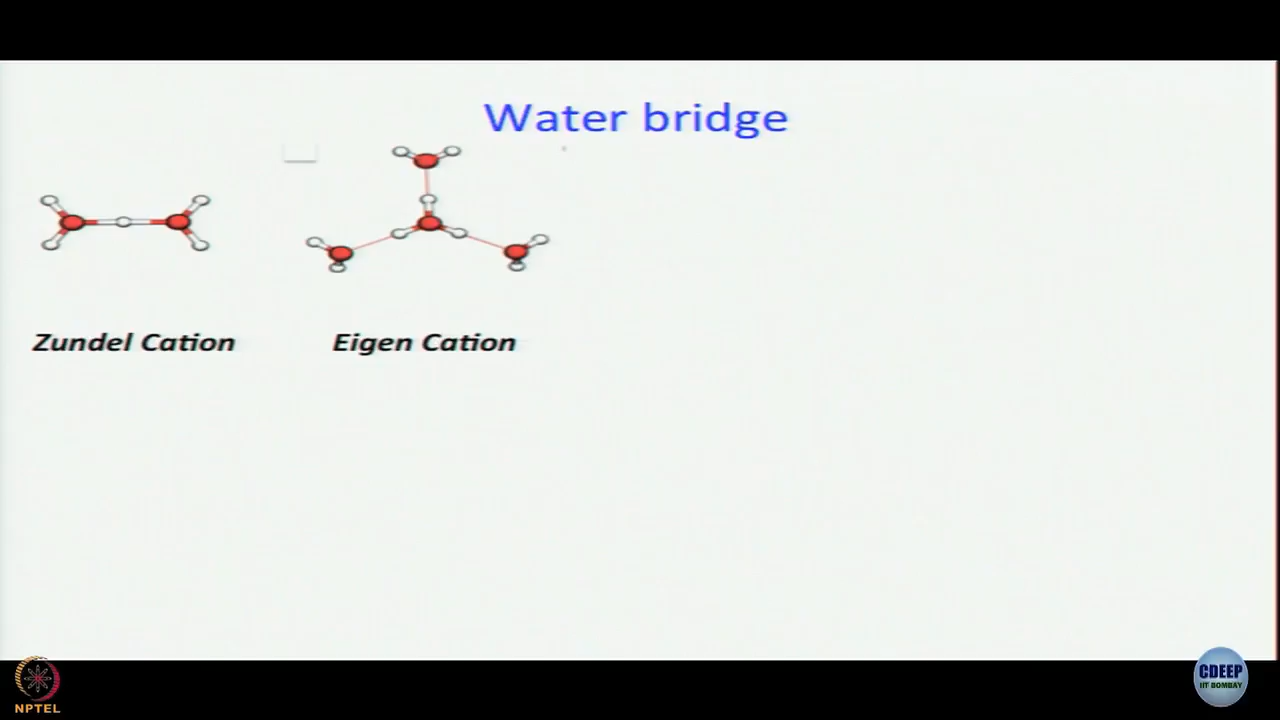 Water bridge
Zundel Cation
Eigen Cation
NPTEL
CDEEP
IIT BOMBAY